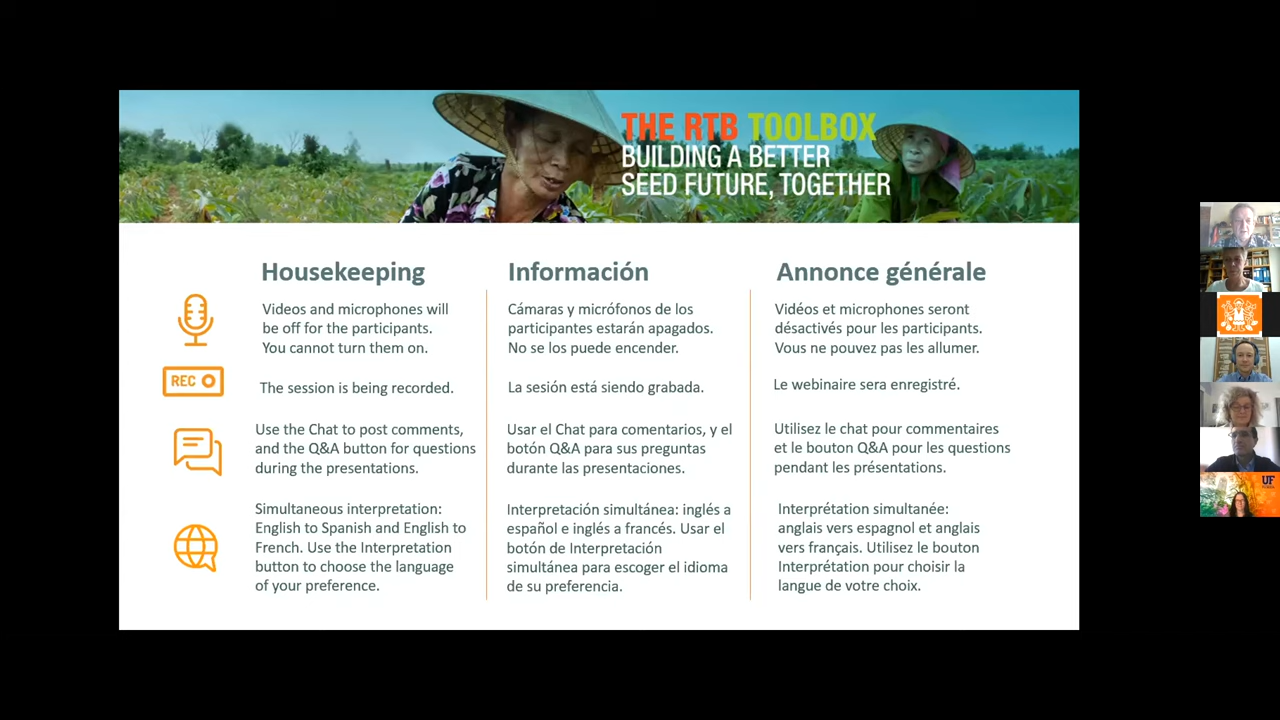 THE RTB TOOLBOX
BUILDING A BETTER
SEED FUTURE, TOGETHER
Housekeeping
Videos and microphones will
be off for the participants.
You cannot turn them on.
REC
The session is being recorded.
Use the Chat to post comments,
and the Q&A button for questions
during the presentations.
Simultaneous interpretation:
English to Spanish and English to
French. Use the Interpretation
button to choose the language
of your preference.
Información
Cámaras y micrófonos de los
participantes estarán apagados.
No se los puede encender.
La sesión está siendo grabada.
Usar el Chat para comentarios, y el
botón Q&A para sus preguntas
durante las presentaciones.
Interpretación simultánea: inglés a
español e inglés a francés. Usar el
botón de Interpretación
simultánea para escoger el idioma
de su preferencia.
Annonce générale
Vidéos et microphones seront
désactivés pour les participants.
Vous ne pouvez pas les allumer.
Le webinaire sera enregistré.
Utilisez le chat pour commentaires
et le bouton Q&A pour les questions
pendant les présentations.
Interprétation simultanée:
anglais vers espagnol et anglais
vers français. Utilisez le bouton
Interprétation pour choisir la
langue de votre choix.
UF